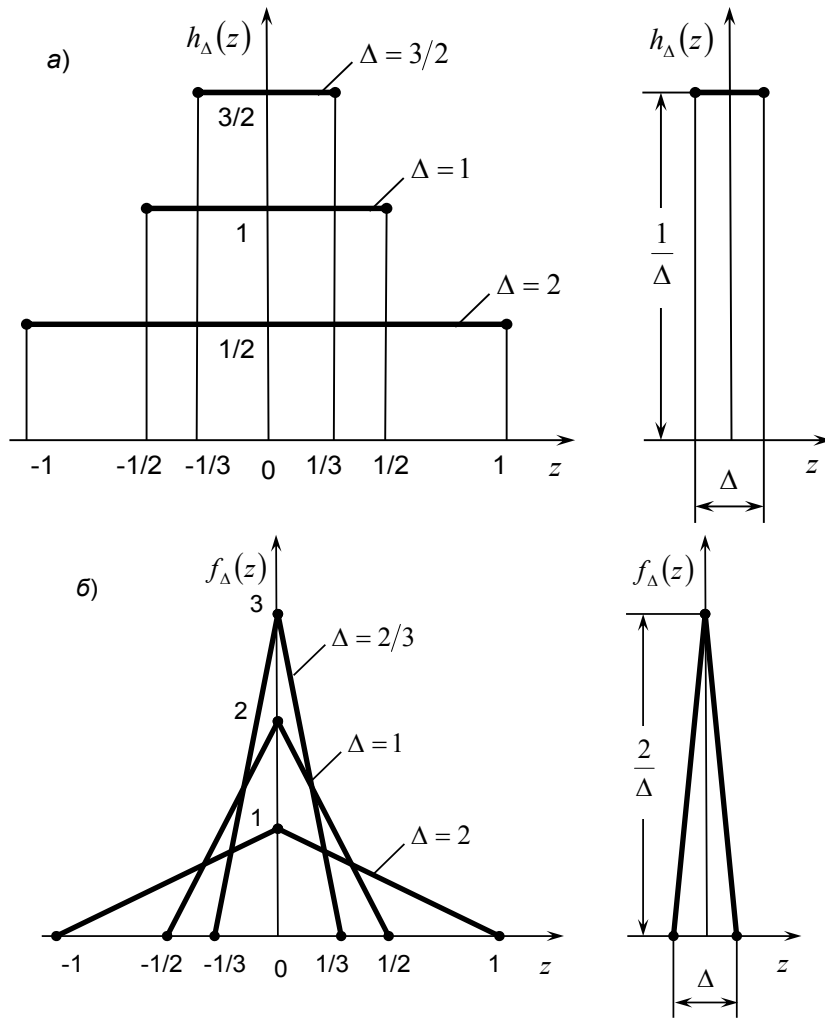 а)
h_Δ(z)
Δ = 3/2
3/2
Δ = 1
1
Δ = 2
1/2
-1 -1/2 -1/3 0 1/3 1/2 1 z
h_Δ(z)
1/Δ
z
Δ
б)
f_Δ(z)
3
Δ = 2/3
2
Δ = 1
1
Δ = 2
-1 -1/2 -1/3 0 1/3 1/2 1 z
f_Δ(z)
2/Δ
z
Δ